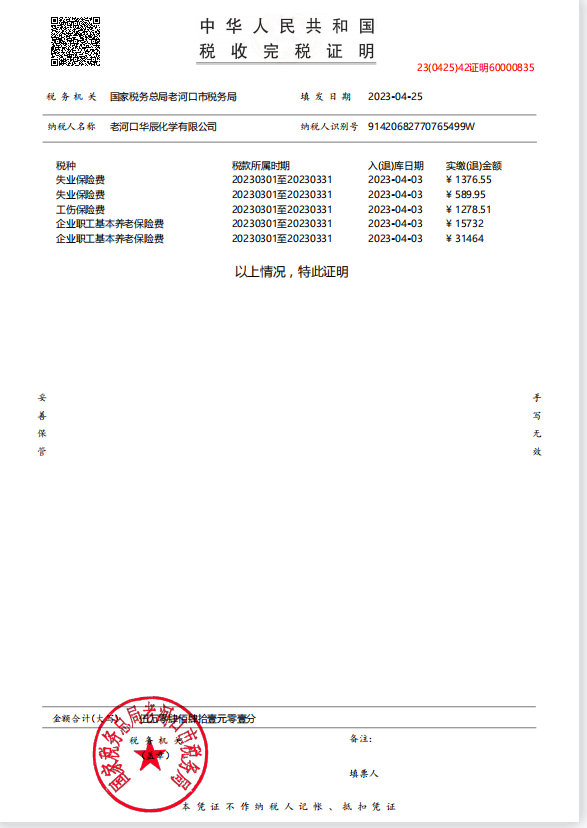 中华人民共和国
税收完税证明
23(0425)42证明60000835
税务机关 国家税务总局老河口市税务局 填发日期 2023-04-25
纳税人名称 老河口华辰化学有限公司 纳税人识别号 91420682770765499W
税种 税款所属时期 入(退)库日期 实缴(退)金额
失业保险费 20230301至20230331 2023-04-03 ¥ 1376.55
失业保险费 20230301至20230331 2023-04-03 ¥ 589.95
工伤保险费 20230301至20230331 2023-04-03 ¥ 1278.51
企业职工基本养老保险费 20230301至20230331 2023-04-03 ¥ 15732
企业职工基本养老保险费 20230301至20230331 2023-04-03 ¥ 31464
以上情况，特此证明
妥善保管
手写无效
金额合计(大写) 伍万零肆佰肆拾壹元零壹分
税务机关
(盖章)
国家税务总局老河口市税务局
备注:
填票人
本凭证不作纳税人记帐、抵扣凭证